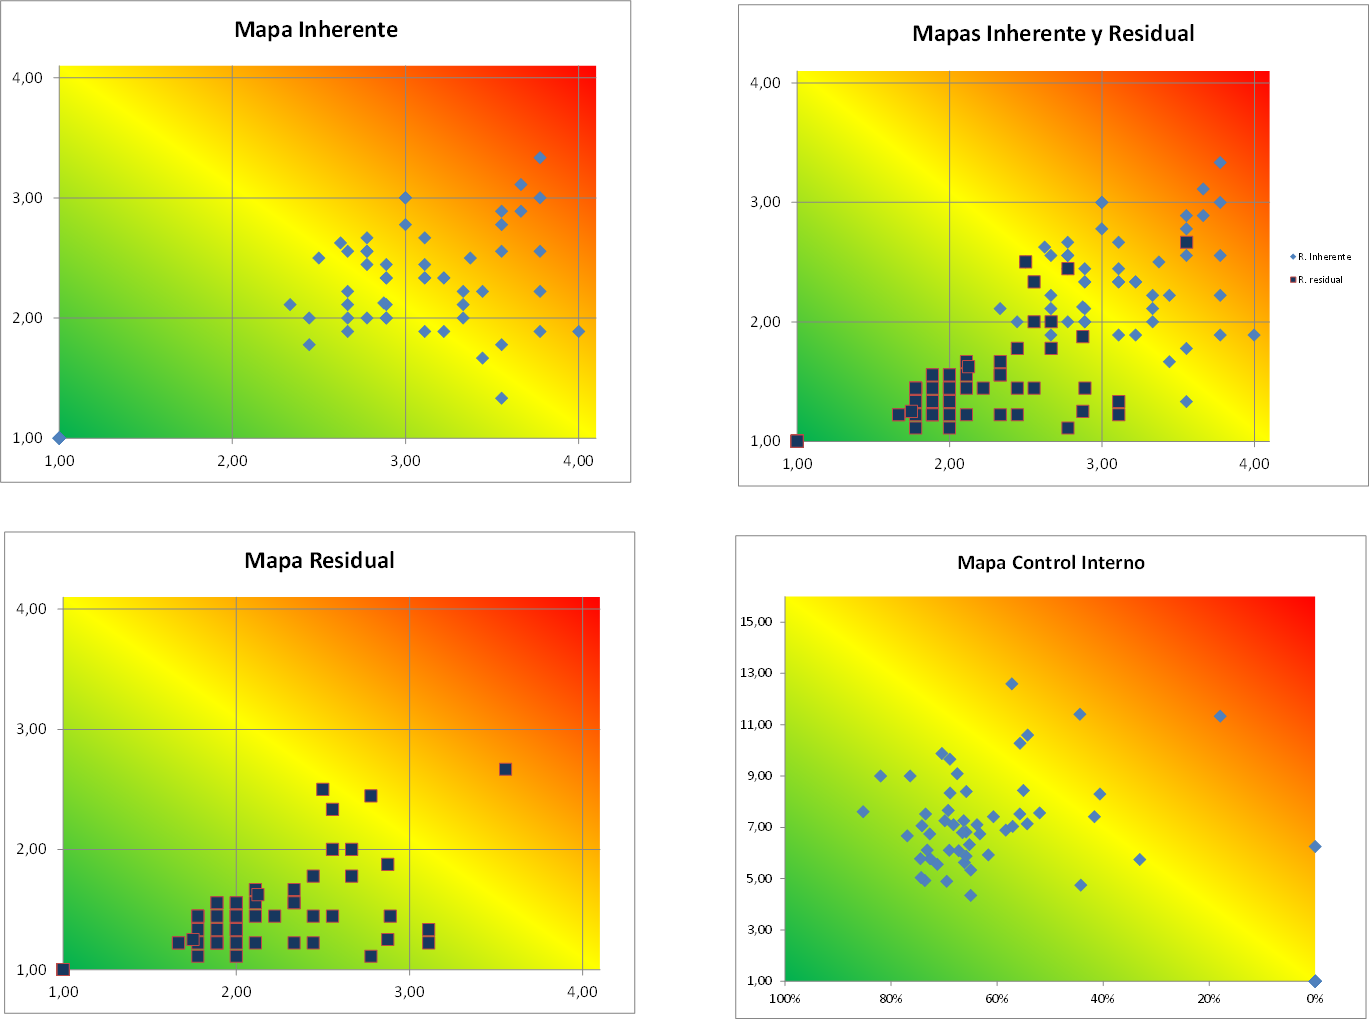 Mapa Inherente
4,00
3,00
2,00
1,00
1,00 2,00 3,00 4,00
Mapas Inherente y Residual
4,00
3,00
2,00
1,00
1,00 2,00 3,00 4,00
R. Inherente
R. residual
Mapa Residual
4,00
3,00
2,00
1,00
1,00 2,00 3,00 4,00
Mapa Control Interno
15,00
13,00
11,00
9,00
7,00
5,00
3,00
1,00
100% 80% 60% 40% 20% 0%